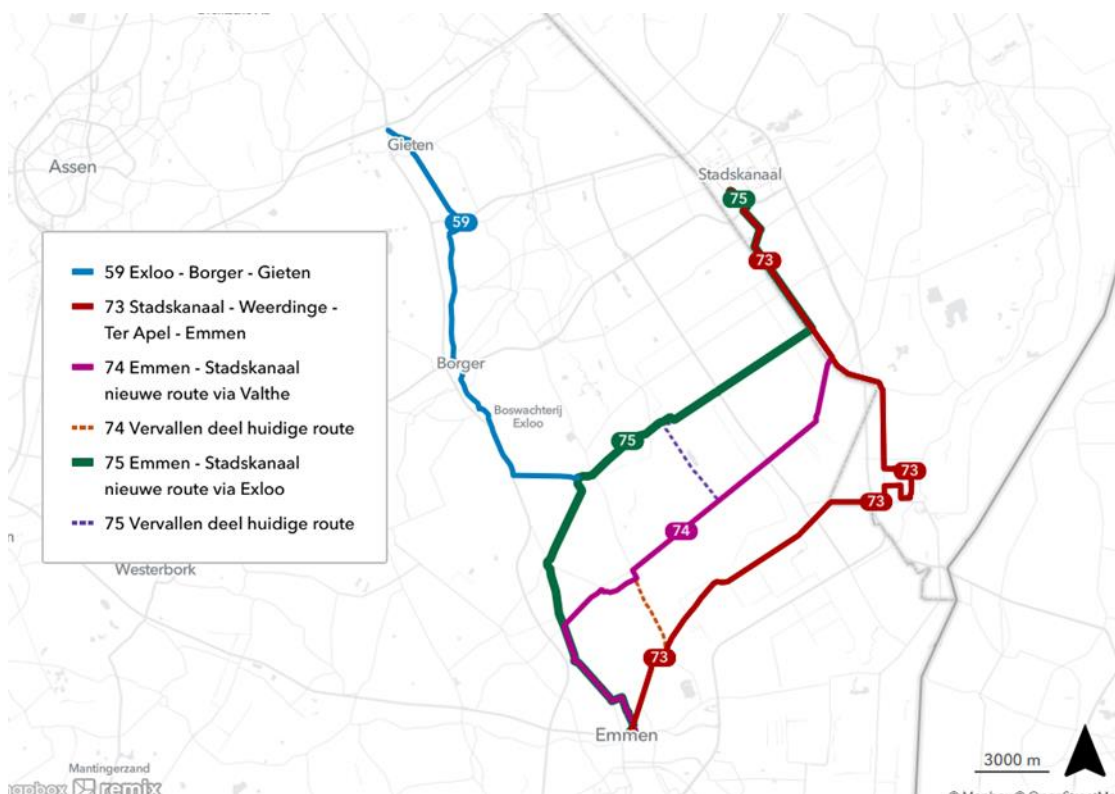 Gieten
Assen
Stadskanaal
75
59
73
59 Exloo - Borger - Gieten
73 Stadskanaal - Weerdinge -
Ter Apel - Emmen
74 Emmen - Stadskanaal
nieuwe route via Valthe
74 Vervallen deel huidige route
75 Emmen - Stadskanaal
nieuwe route via Exloo
75 Vervallen deel huidige route
Borger
Boswachterij
Exloo
75
73
73
74
Westerbork
73
Emmen
3000 m
Mantingerzand
remix